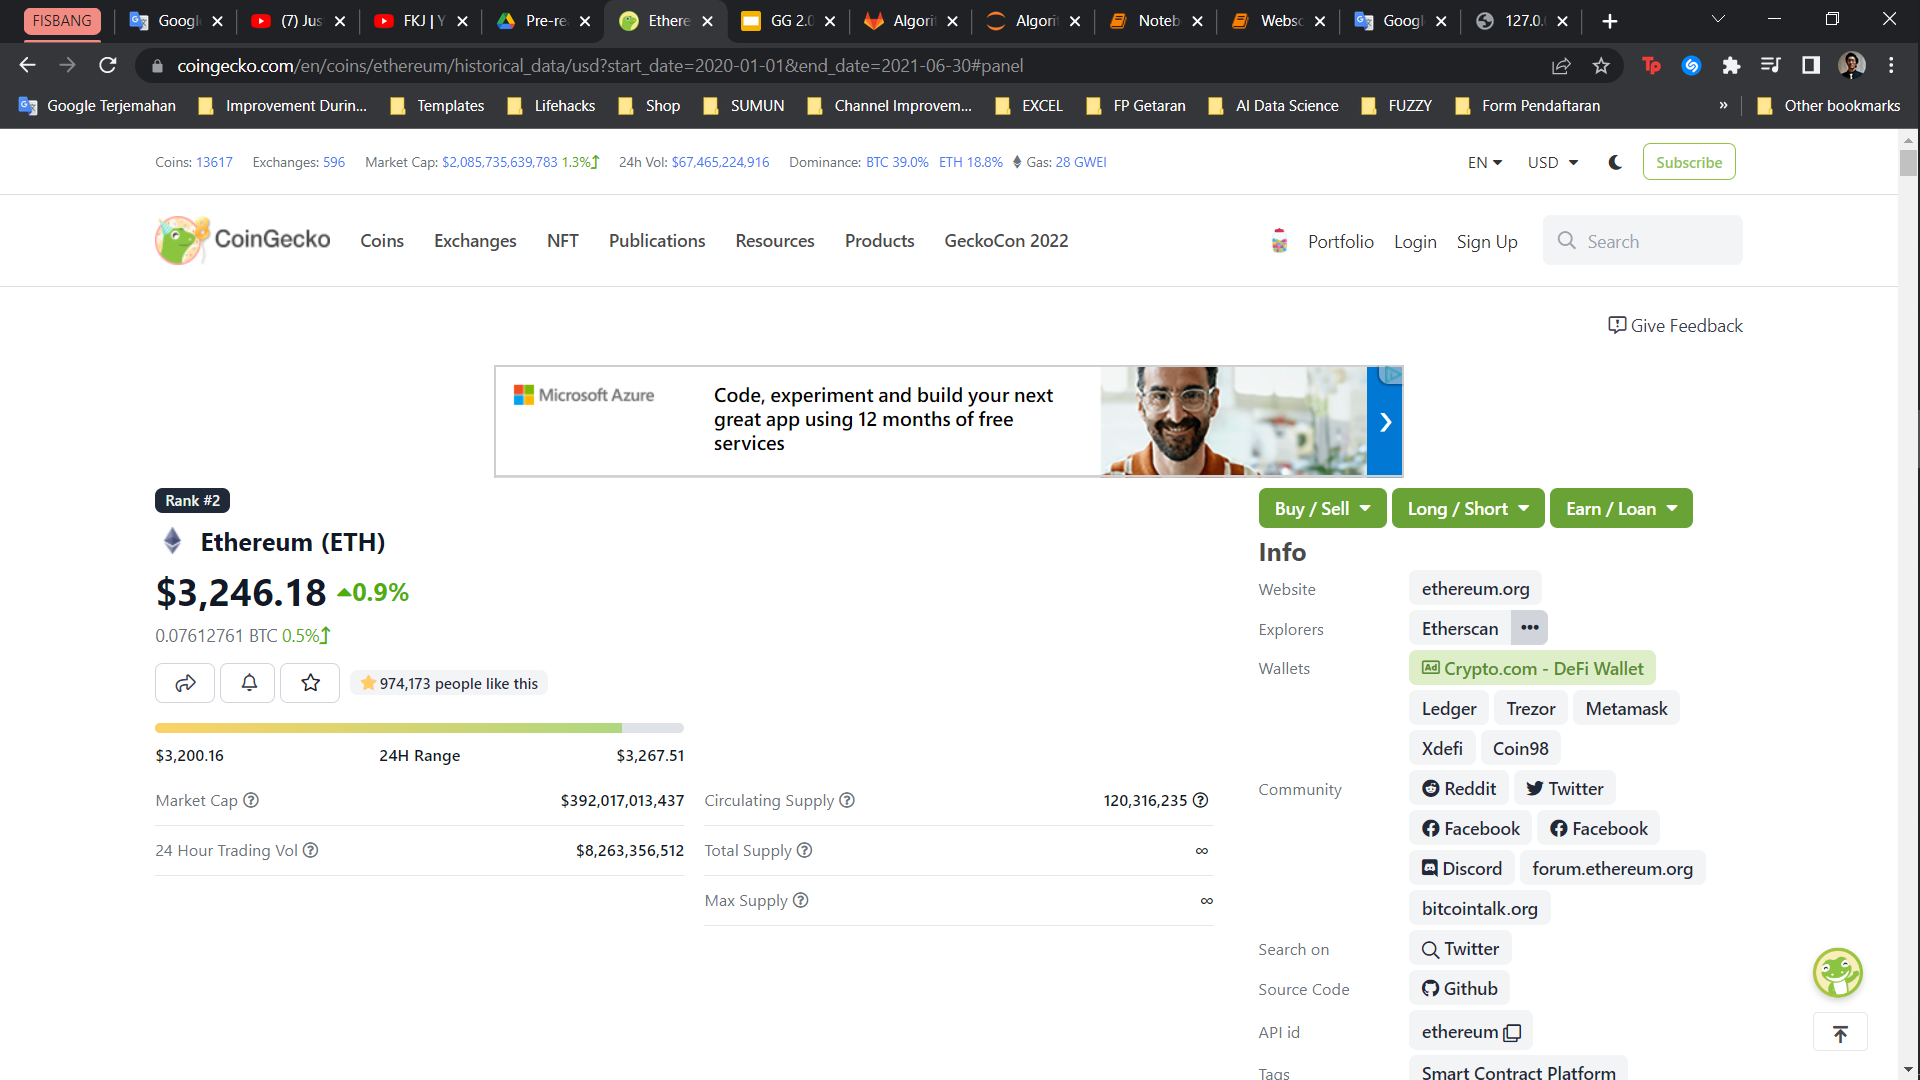 FISBANG
Google
(7) Jus
FKJ | Y
Pre-re
Ethere
GG 2.0
Algorit
Algorit
Noteb
Websc
Google
127.0.
coingecko.com/en/coins/ethereum/historical_data/usd?start_date=2020-01-01&end_date=2021-06-30#panel
Google Terjemahan
Improvement Durin...
Templates
Lifehacks
Shop
SUMUN
Channel Improvem...
EXCEL
FP Getaran
AI Data Science
FUZZY
Form Pendaftaran
»
Other bookmarks
Coins: 13617 Exchanges: 596 Market Cap: $2,085,735,639,783 1.3% 24h Vol: $67,465,224,916 Dominance: BTC 39.0% ETH 18.8% Gas: 28 GWEI
EN USD Subscribe
CoinGecko Coins Exchanges NFT Publications Resources Products GeckoCon 2022 Portfolio Login Sign Up Search
Give Feedback
Microsoft Azure
Code, experiment and build your next
great app using 12 months of free
services
Rank #2
Ethereum (ETH)
$3,246.18 0.9%
0.07612761 BTC 0.5%
974,173 people like this
$3,200.16 24H Range $3,267.51
Market Cap $392,017,013,437
24 Hour Trading Vol $8,263,356,512
Circulating Supply 120,316,235
Total Supply ∞
Max Supply ∞
Buy / Sell Long / Short Earn / Loan
Info
Website ethereum.org
Explorers Etherscan •••
Wallets Ad Crypto.com - DeFi Wallet
Ledger Trezor Metamask
Xdefi Coin98
Community Reddit Twitter
Facebook Facebook
Discord forum.ethereum.org
bitcointalk.org
Search on Twitter
Source Code Github
API id ethereum
Tags Smart Contract Platform